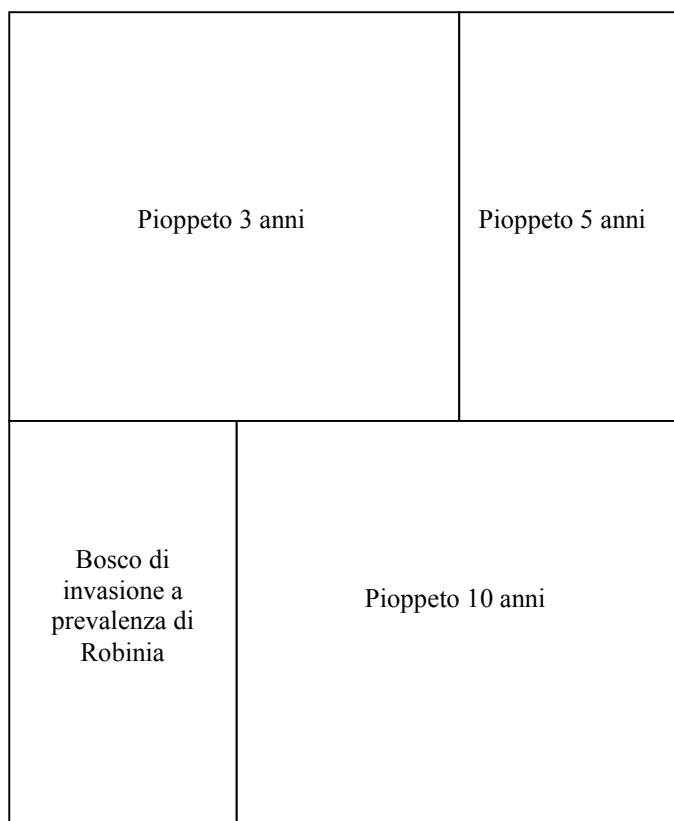 Pioppeto 3 anni
Pioppeto 5 anni
Bosco di
invasione a
prevalenza di
Robinia
Pioppeto 10 anni